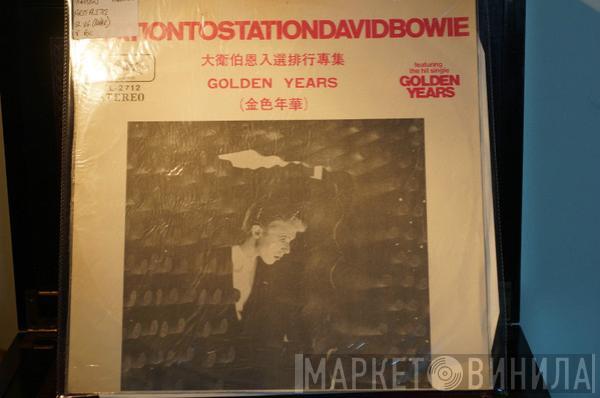 TIONTOSTATIONDAVIDBOWIE
大衛伯恩入選排行專集
GOLDEN YEARS
(金色年華)
featuring
the hit single
GOLDEN
YEARS
L-2712
STEREO
МАРКЕТ ВИНИЛА